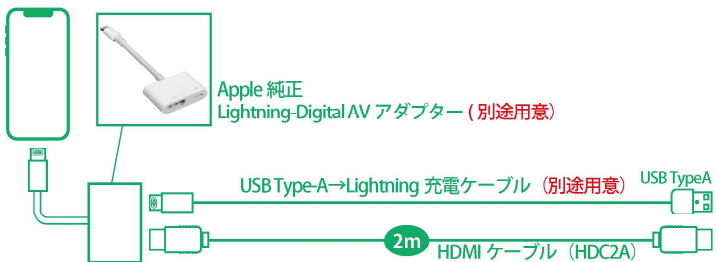 Apple 純正
Lightning-Digital AV アダプター ( 別途用意）
USB Type-A→Lightning 充電ケーブル（別途用意）
USB TypeA
2m
HDMI ケーブル（HDC2A）